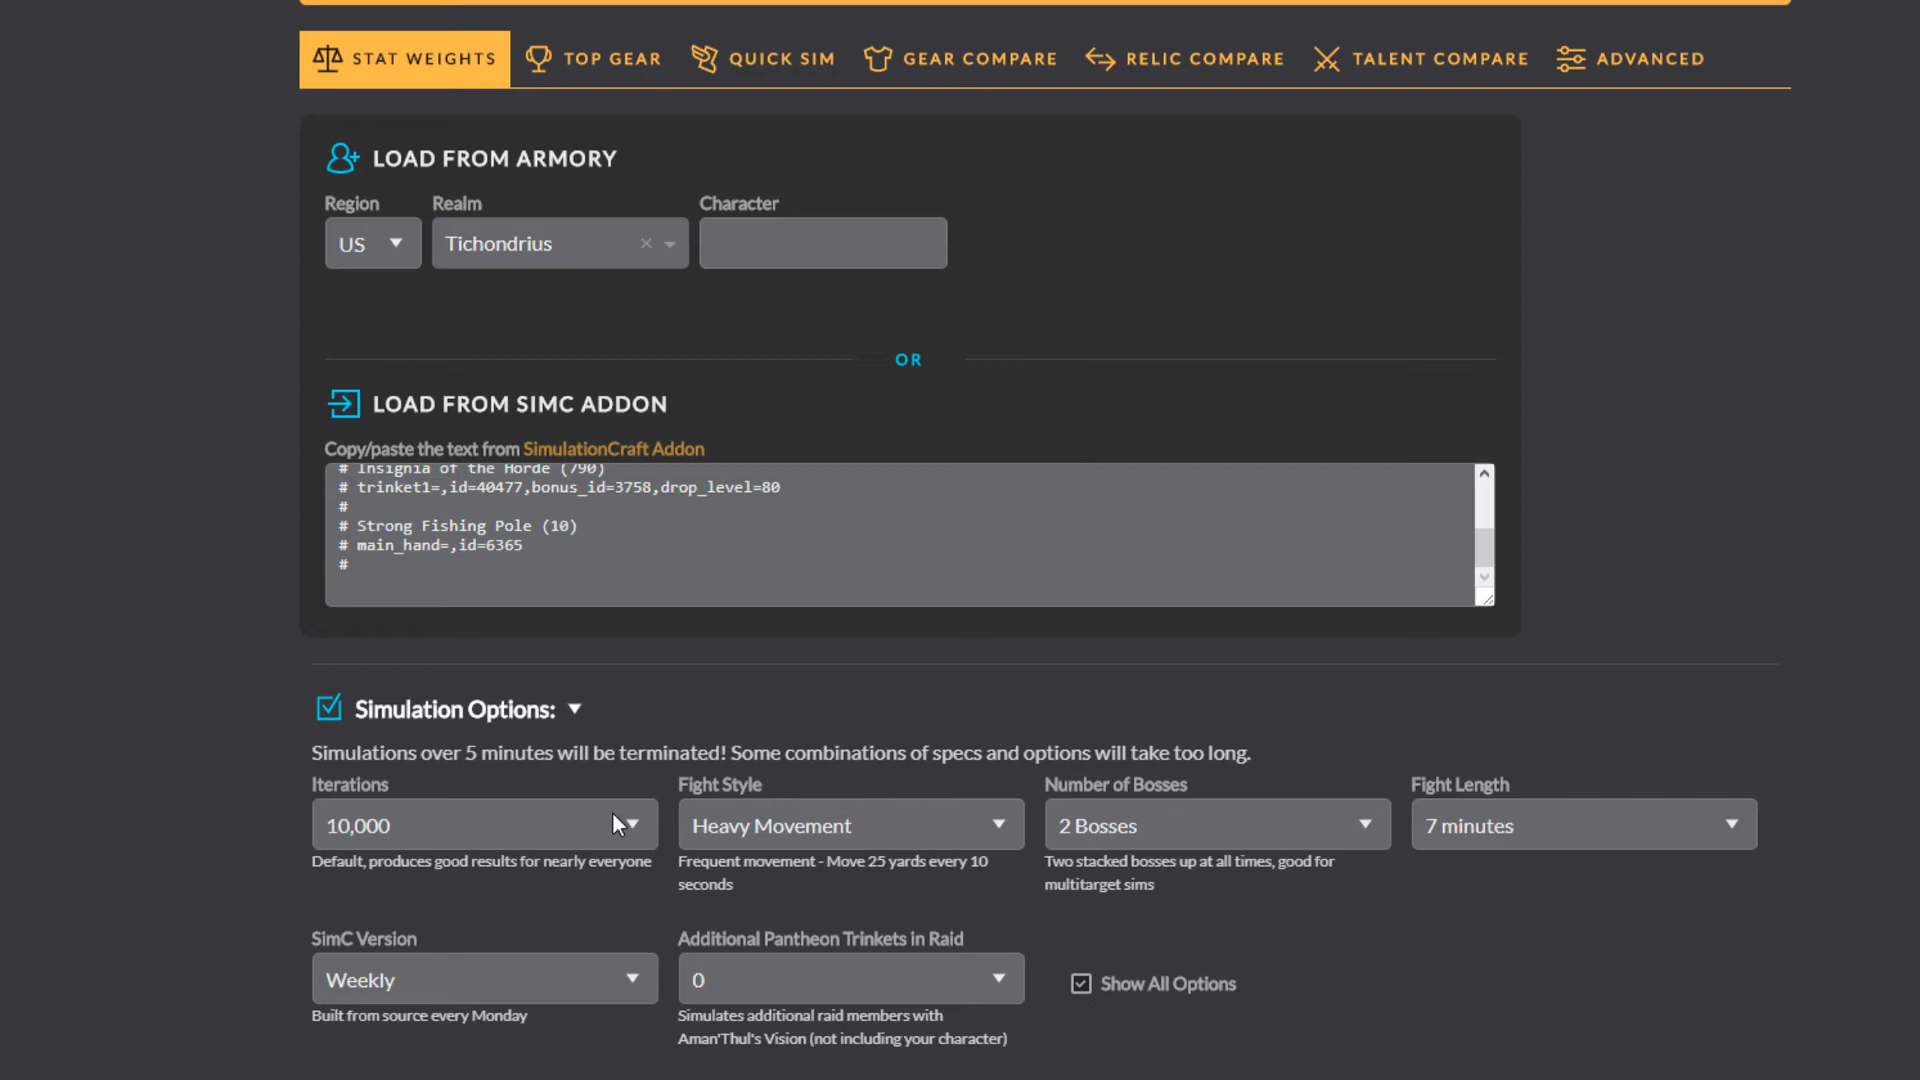 STAT WEIGHTS TOP GEAR QUICK SIM GEAR COMPARE RELIC COMPARE TALENT COMPARE ADVANCED
LOAD FROM ARMORY
Region Realm Character
US Tichondrius
OR
LOAD FROM SIMC ADDON
Copy/paste the text from SimulationCraft Addon
# Insignia of the Horde (790)
# trinket1=,id=40477,bonus_id=3758,drop_level=80
#
# Strong Fishing Pole (10)
# main_hand=,id=6365
#
Simulation Options:
Simulations over 5 minutes will be terminated! Some combinations of specs and options will take too long.
Iterations Fight Style Number of Bosses Fight Length
10,000 Heavy Movement 2 Bosses 7 minutes
Default, produces good results for nearly everyone
Frequent movement - Move 25 yards every 10
seconds
Two stacked bosses up at all times, good for
multitarget sims
SimC Version Additional Pantheon Trinkets in Raid
Weekly 0 Show All Options
Built from source every Monday
Simulates additional raid members with
Aman'Thul's Vision (not including your character)